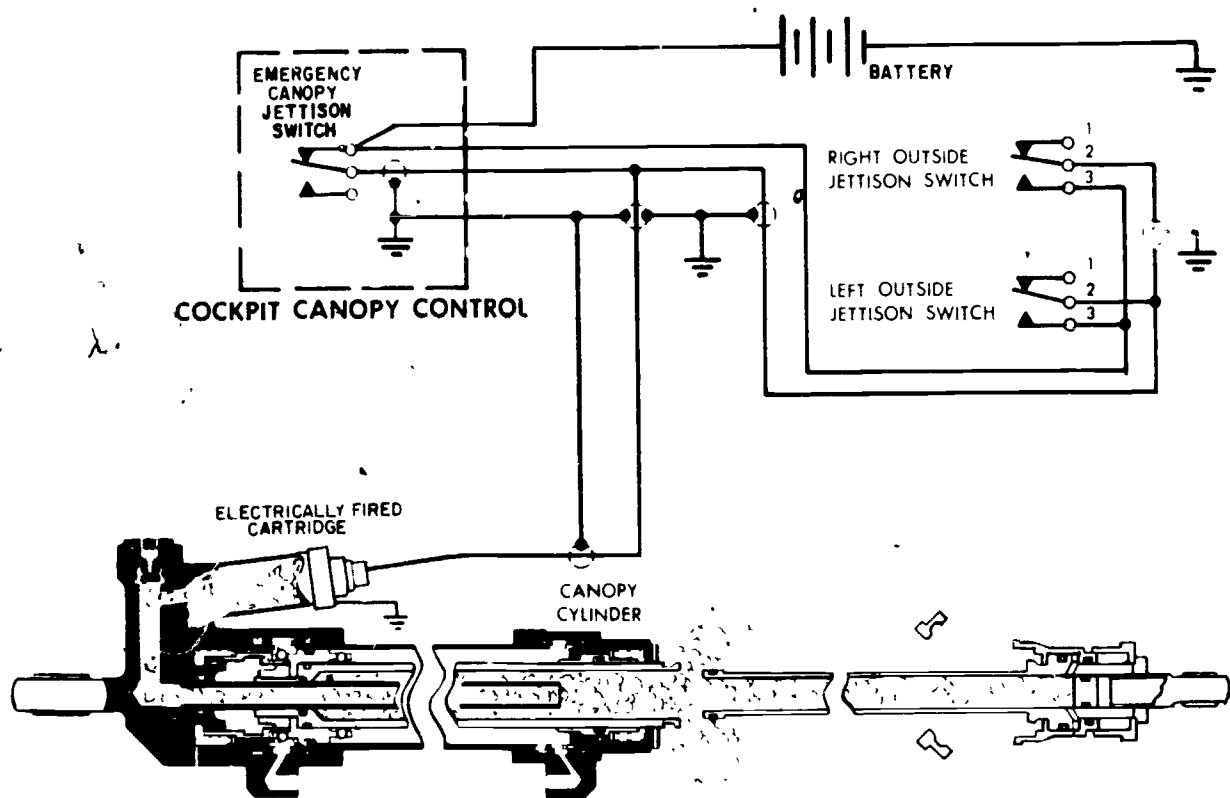 EMERGENCY
CANOPY
JETTISON
SWITCH
BATTERY
RIGHT OUTSIDE
JETTISON SWITCH
1
2
3
LEFT OUTSIDE
JETTISON SWITCH
1
2
3
COCKPIT CANOPY CONTROL
ELECTRICALLY FIRED
CARTRIDGE
CANOPY
CYLINDER